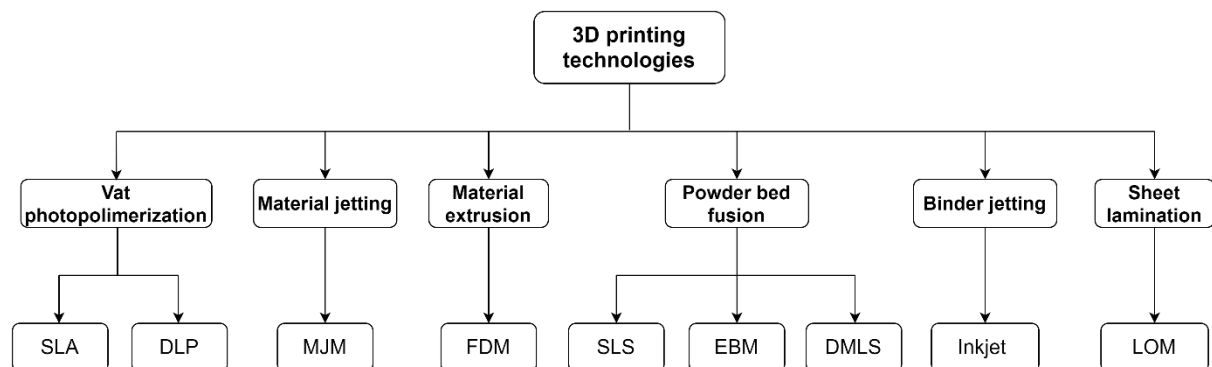 3D printing
technologies
Vat
photopolimerization
Material jetting
Material
extrusion
Powder bed
fusion
Binder jetting
Sheet
lamination
SLA
DLP
MJM
FDM
SLS
EBM
DMLS
Inkjet
LOM